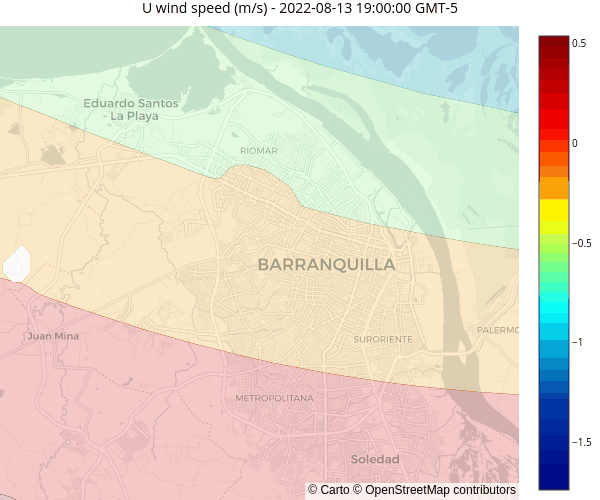 U wind speed (m/s) - 2022-08-13 19:00:00 GMT-5
0.5
Eduardo Santos
- La Playa
0
RIOMAR
−0.5
BARRANQUILLA
PALERMO
Juan Mina
SURORIENTE
−1
METROPOLITANA
−1.5
Soledad
© Carto © OpenStreetMap contributors